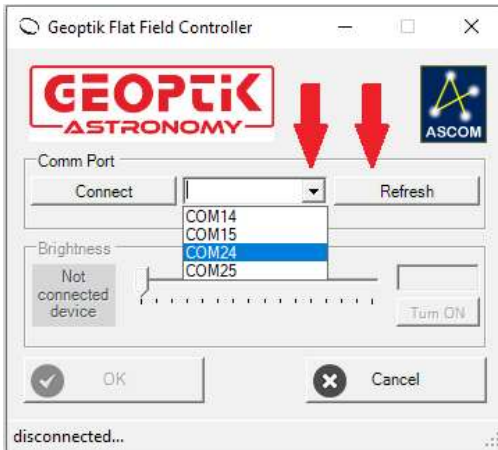 Geoptik Flat Field Controller
GEOPTiK
ASTRONOMY
ASCOM
Comm Port
Connect
Refresh
COM14
COM15
COM24
COM25
Brightness
Not
connected
device
Turn ON
OK
Cancel
disconnected...